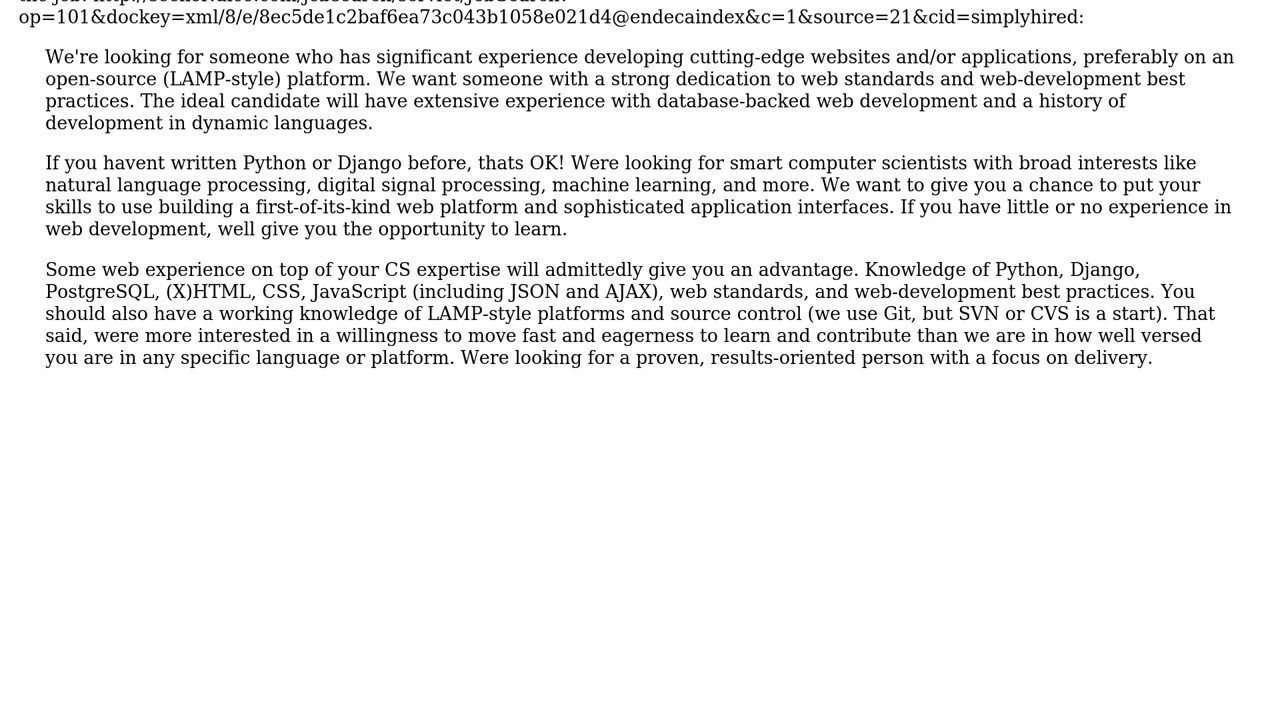 op=101&dockey=xml/8/e/8ec5de1c2baf6ea73c043b1058e021d4@endecaindex&c=1&source=21&cid=simplyhired:
We're looking for someone who has significant experience developing cutting-edge websites and/or applications, preferably on an
open-source (LAMP-style) platform. We want someone with a strong dedication to web standards and web-development best
practices. The ideal candidate will have extensive experience with database-backed web development and a history of
development in dynamic languages.
If you havent written Python or Django before, thats OK! Were looking for smart computer scientists with broad interests like
natural language processing, digital signal processing, machine learning, and more. We want to give you a chance to put your
skills to use building a first-of-its-kind web platform and sophisticated application interfaces. If you have little or no experience in
web development, well give you the opportunity to learn.
Some web experience on top of your CS expertise will admittedly give you an advantage. Knowledge of Python, Django,
PostgreSQL, (X)HTML, CSS, JavaScript (including JSON and AJAX), web standards, and web-development best practices. You
should also have a working knowledge of LAMP-style platforms and source control (we use Git, but SVN or CVS is a start). That
said, were more interested in a willingness to move fast and eagerness to learn and contribute than we are in how well versed
you are in any specific language or platform. Were looking for a proven, results-oriented person with a focus on delivery.